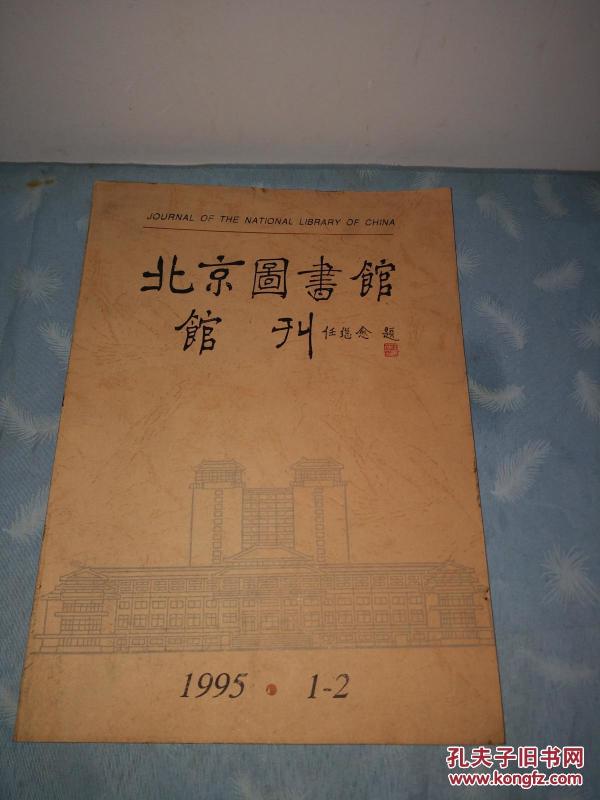 JOURNAL OF THE NATIONAL LIBRARY OF CHINA
北京圖書館
館刊 任继愈 题
1995 · 1-2
孔夫子旧书网
www.kongfz.com